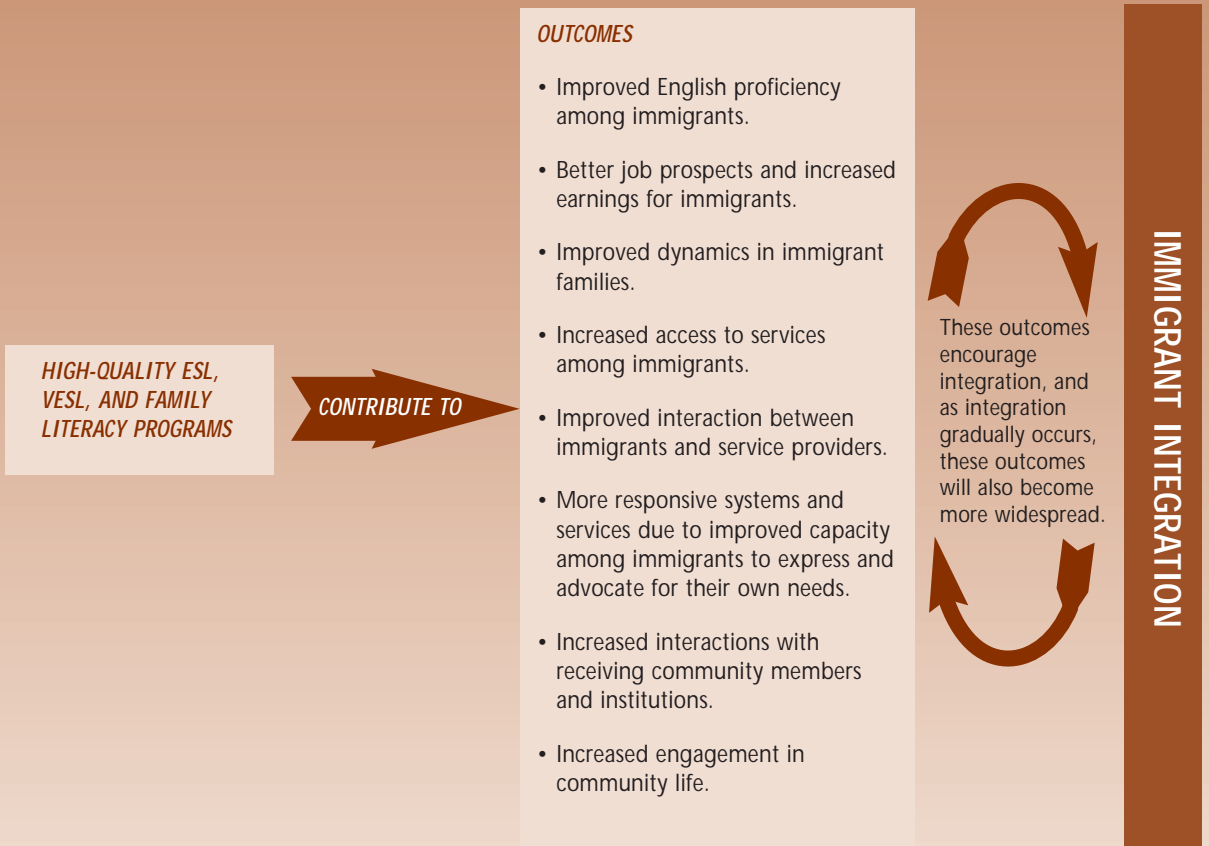 HIGH-QUALITY ESL,
VESL, AND FAMILY
LITERACY PROGRAMS
CONTRIBUTE TO
OUTCOMES
• Improved English proficiency
among immigrants.
• Better job prospects and increased
earnings for immigrants.
• Improved dynamics in immigrant
families.
• Increased access to services
among immigrants.
• Improved interaction between
immigrants and service providers.
• More responsive systems and
services due to improved capacity
among immigrants to express and
advocate for their own needs.
• Increased interactions with
receiving community members
and institutions.
• Increased engagement in
community life.
These outcomes
encourage
integration, and
as integration
gradually occurs,
these outcomes
will also become
more widespread.
IMMIGRANT INTEGRATION